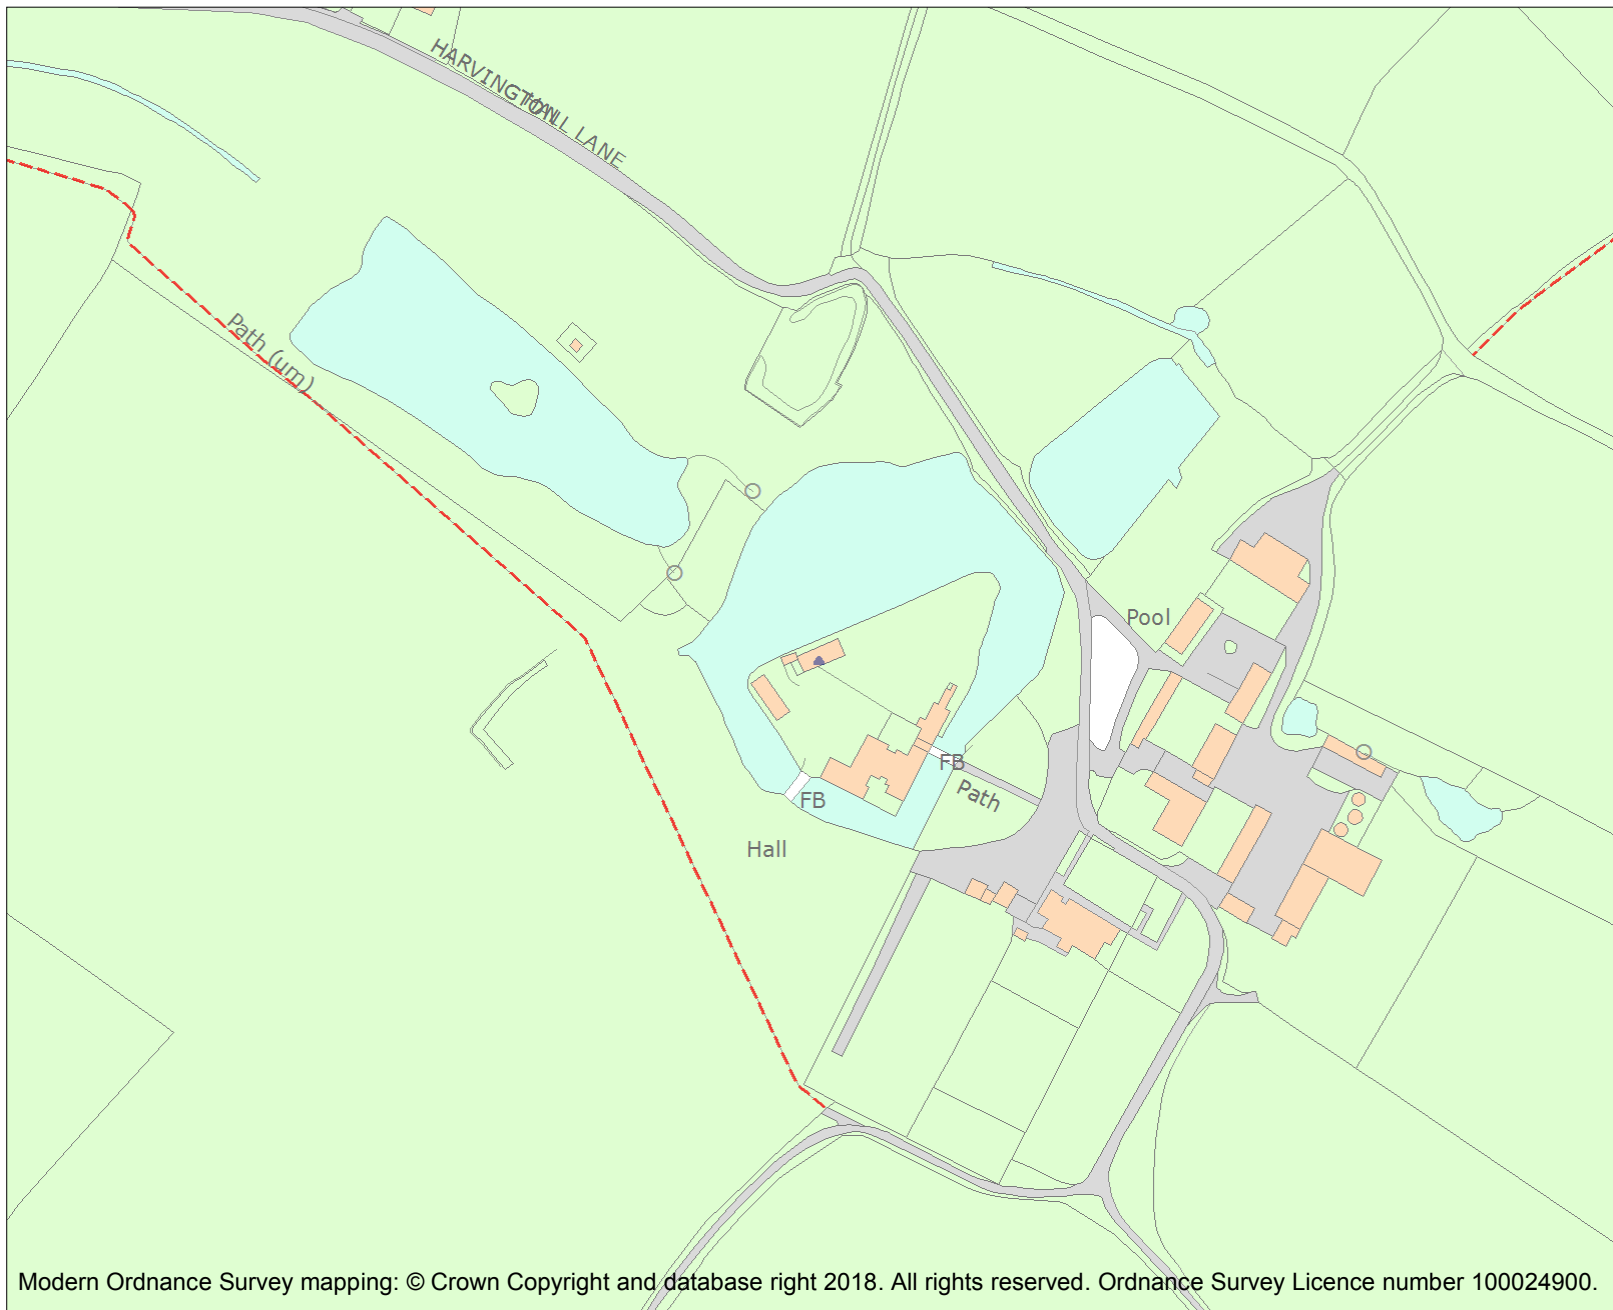 HARVINGTON
HALL LANE
Path (um)
Pool
FB
FB
Path
Hall
Modern Ordnance Survey mapping: © Crown Copyright and database right 2018. All rights reserved. Ordnance Survey Licence number 100024900.